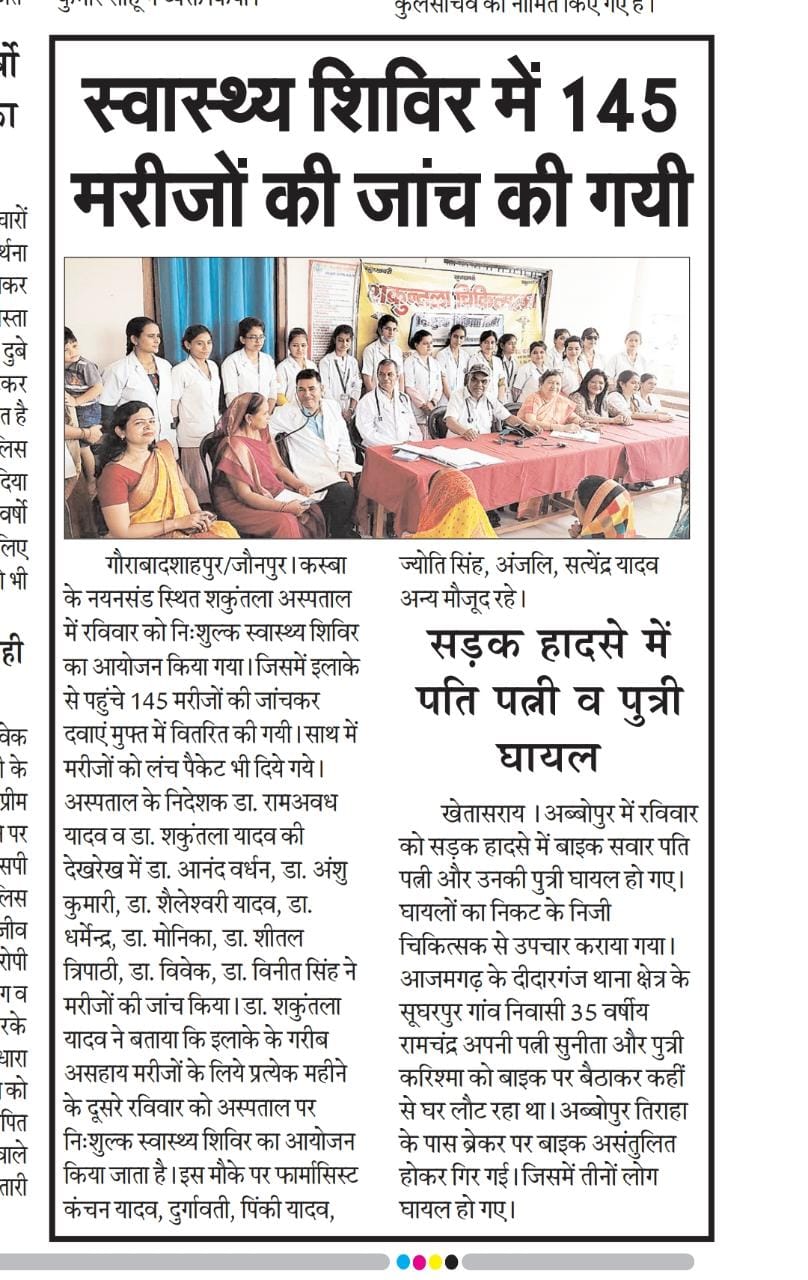 कुलसचिव को नामित किए गए हैं।
स्वास्थ्य शिविर में 145
मरीजों की जांच की गयी
शकुन्तला चिकित्सालय
गौराबादशाहपुर/जौनपुर। कस्बा
के नयनसंड स्थित शकुंतला अस्पताल
में रविवार को निःशुल्क स्वास्थ्य शिविर
का आयोजन किया गया। जिसमें इलाके
से पहुंचे 145 मरीजों की जांचकर
दवाएं मुफ्त में वितरित की गयी। साथ में
मरीजों को लंच पैकेट भी दिये गये।
अस्पताल के निदेशक डा. रामअवध
यादव व डा. शकुंतला यादव की
देखरेख में डा. आनंद वर्धन, डा. अंशु
कुमारी, डा. शैलेश्वरी यादव, डा.
धर्मेन्द्र, डा. मोनिका, डा. शीतल
त्रिपाठी, डा. विवेक, डा. विनीत सिंह ने
मरीजों की जांच किया। डा. शकुंतला
यादव ने बताया कि इलाके के गरीब
असहाय मरीजों के लिये प्रत्येक महीने
के दूसरे रविवार को अस्पताल पर
निःशुल्क स्वास्थ्य शिविर का आयोजन
किया जाता है। इस मौके पर फार्मासिस्ट
कंचन यादव, दुर्गावती, पिंकी यादव,
ज्योति सिंह, अंजलि, सत्येंद्र यादव
अन्य मौजूद रहे।
सड़क हादसे में
पति पत्नी व पुत्री
घायल
खेतासराय । अब्बोपुर में रविवार
को सड़क हादसे में बाइक सवार पति
पत्नी और उनकी पुत्री घायल हो गए।
घायलों का निकट के निजी
चिकित्सक से उपचार कराया गया।
आजमगढ़ के दीदारगंज थाना क्षेत्र के
सूघरपुर गांव निवासी 35 वर्षीय
रामचंद्र अपनी पत्नी सुनीता और पुत्री
करिश्मा को बाइक पर बैठाकर कहीं
से घर लौट रहा था। अब्बोपुर तिराहा
के पास ब्रेकर पर बाइक असंतुलित
होकर गिर गई। जिसमें तीनों लोग
घायल हो गए।